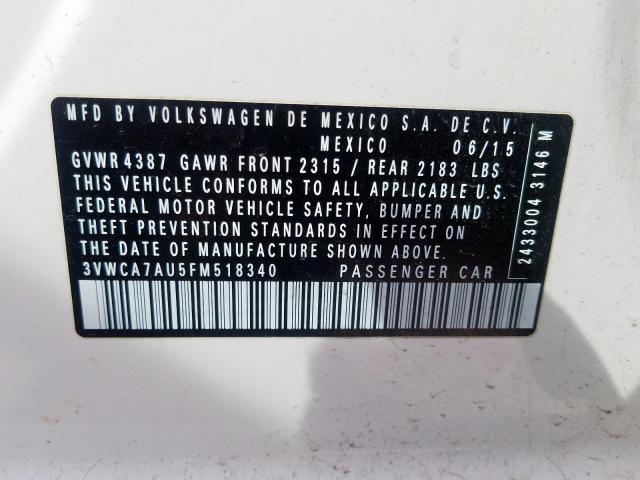 MFD BY VOLKSWAGEN DE MEXICO S.A. DE C.V.
MEXICO 06/15
GVWR 4387 GAWR FRONT 2315 / REAR 2183 LBS
THIS VEHICLE CONFORMS TO ALL APPLICABLE U.S.
FEDERAL MOTOR VEHICLE SAFETY, BUMPER AND
THEFT PREVENTION STANDARDS IN EFFECT ON
THE DATE OF MANUFACTURE SHOWN ABOVE.
3VWCA7AU5FM518340 PASSENGER CAR
2433004 3146 M